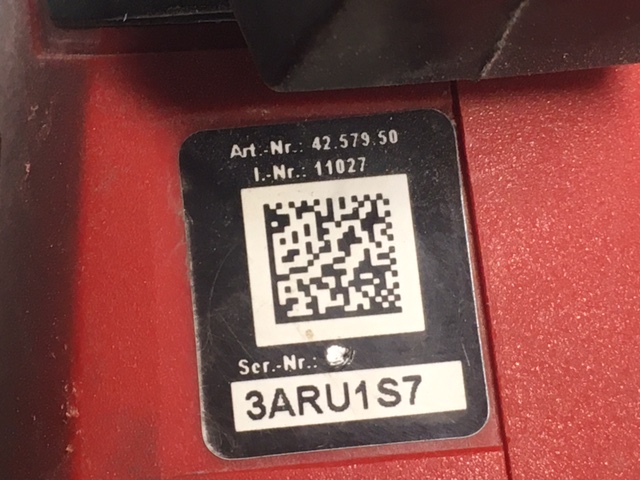 Art.-Nr.: 42.579.50
I.-Nr.: 11027
Ser.-Nr.:
3ARU1S7